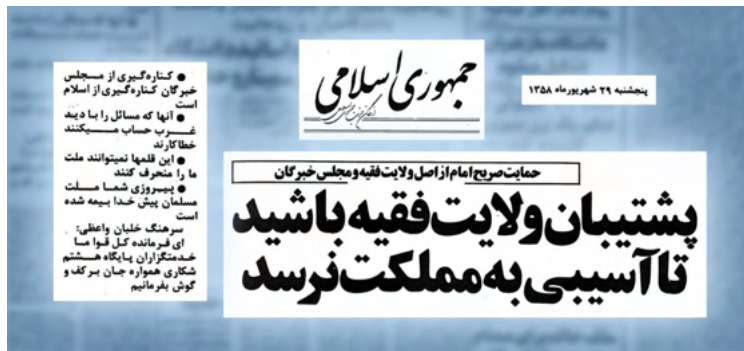 جمهوری اسلامی
پنجشنبه ۲۹ شهریورماه ۱۳۵۸
حمایت صریح امام از اصل ولایت فقیه و مجلس خبرگان
پشتیبان ولایت فقیه باشید
تا آسیبی به مملکت نرسد
● کناره‌گیری از مجلس
خبرگان کناره‌گیری از اسلام
است
● آنها که مسائل را با دید
غرب حساب میکنند
خطاکارند
● این قلمها نمیتوانند ملت
ما را منحرف کنند
● پیروزی شما ملت
مسلمان پیش خدا بیمه شده
است
سرهنگ خلبان واعظی:
ای فرمانده کل قوا ما
خدمتگزاران پایگاه هشتم
شکاری همواره جان بر کف و
گوش بفرمانیم